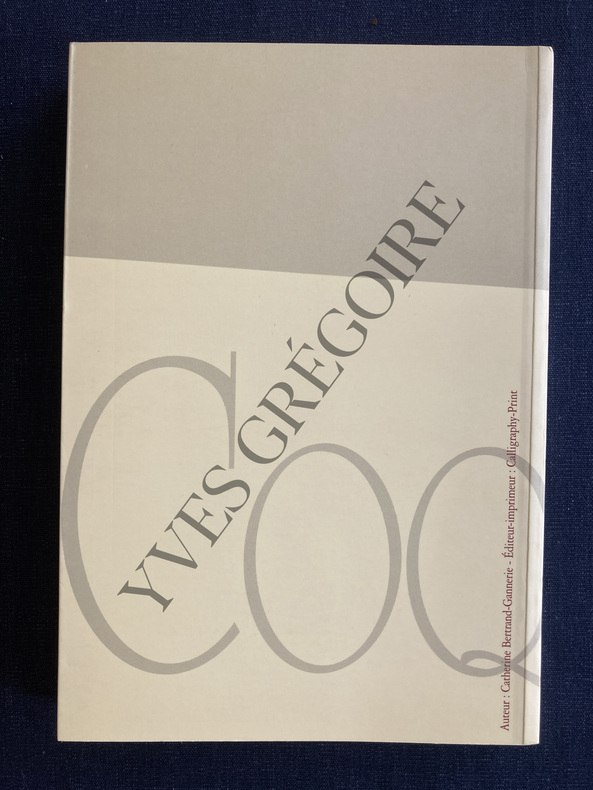 YVES GRÉGOIRE
COQ
Auteur : Catherine Bertrand-Gannerie - Éditeur-imprimeur : Calligraphy-Print